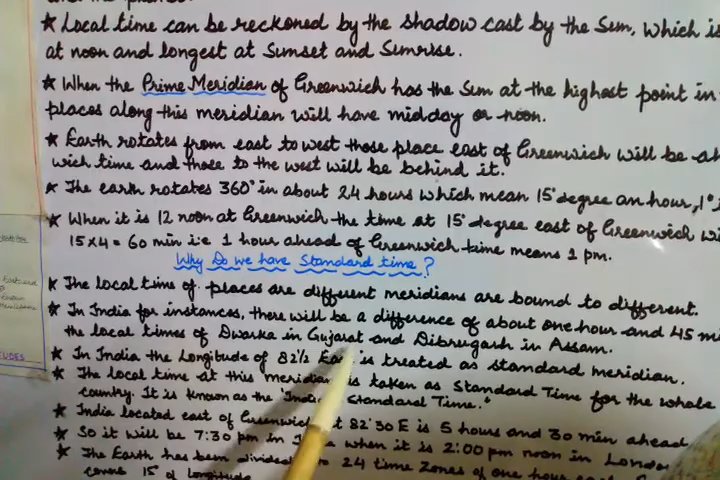 ★ Local time can be reckoned by the shadow cast by the Sun, which is
at noon and longest at Sunset and Sunrise.
★ When the Prime Meridian of Greenwich has the Sun at the highest point in
places along this meridian will have midday or noon.
★ Earth rotates from east to west those place east of Greenwich will be
wich time and those to the west will be behind it.
★ The earth rotates 360° in about 24 hours which mean 15° degree an hour, 1°
★ When it is 12 noon at Greenwich the time at 15° degree east of Greenwich
15x4 = 60 min i.e 1 hour ahead of Greenwich time means 1 pm.
Why Do we have Standard time?
★ The local time of places are different meridians are bound to different.
★ In India for instances, there will be a difference of about one hour and 45
the local times of Dwarka in Gujarat and Dibrugarh in Assam.
★ In India the Longitude of 82½ is treated as standard meridian.
★ The local time at this meridian is taken as Standard Time for the whole
country. It is known as the Standard Time."
★ India located east of 82°30 E is 5 hours and 30 min ahead
★ So it will be 7:30 pm in when it is 2:00 pm noon in London
★ The Earth has been 24 time zones of one hour
15° of longitude